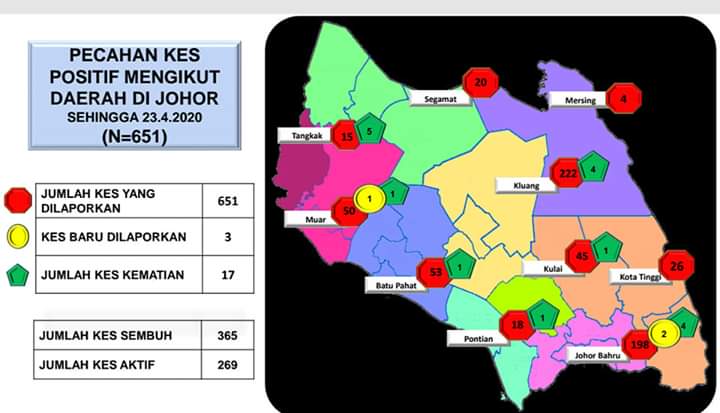 PECAHAN KES
POSITIF MENGIKUT
DAERAH DI JOHOR
SEHINGGA 23.4.2020
(N=651)
JUMLAH KES YANG
DILAPORKAN 651
KES BARU DILAPORKAN 3
JUMLAH KES KEMATIAN 17
JUMLAH KES SEMBUH 365
JUMLAH KES AKTIF 269
Segamat 20
Mersing 4
Tangkak 15 5
Kluang 222 4
Muar 50 1 1
Kulai 45 1
Kota Tinggi 26
Batu Pahat 53 1
Pontian 18 1
Johor Bahru 198 2 4